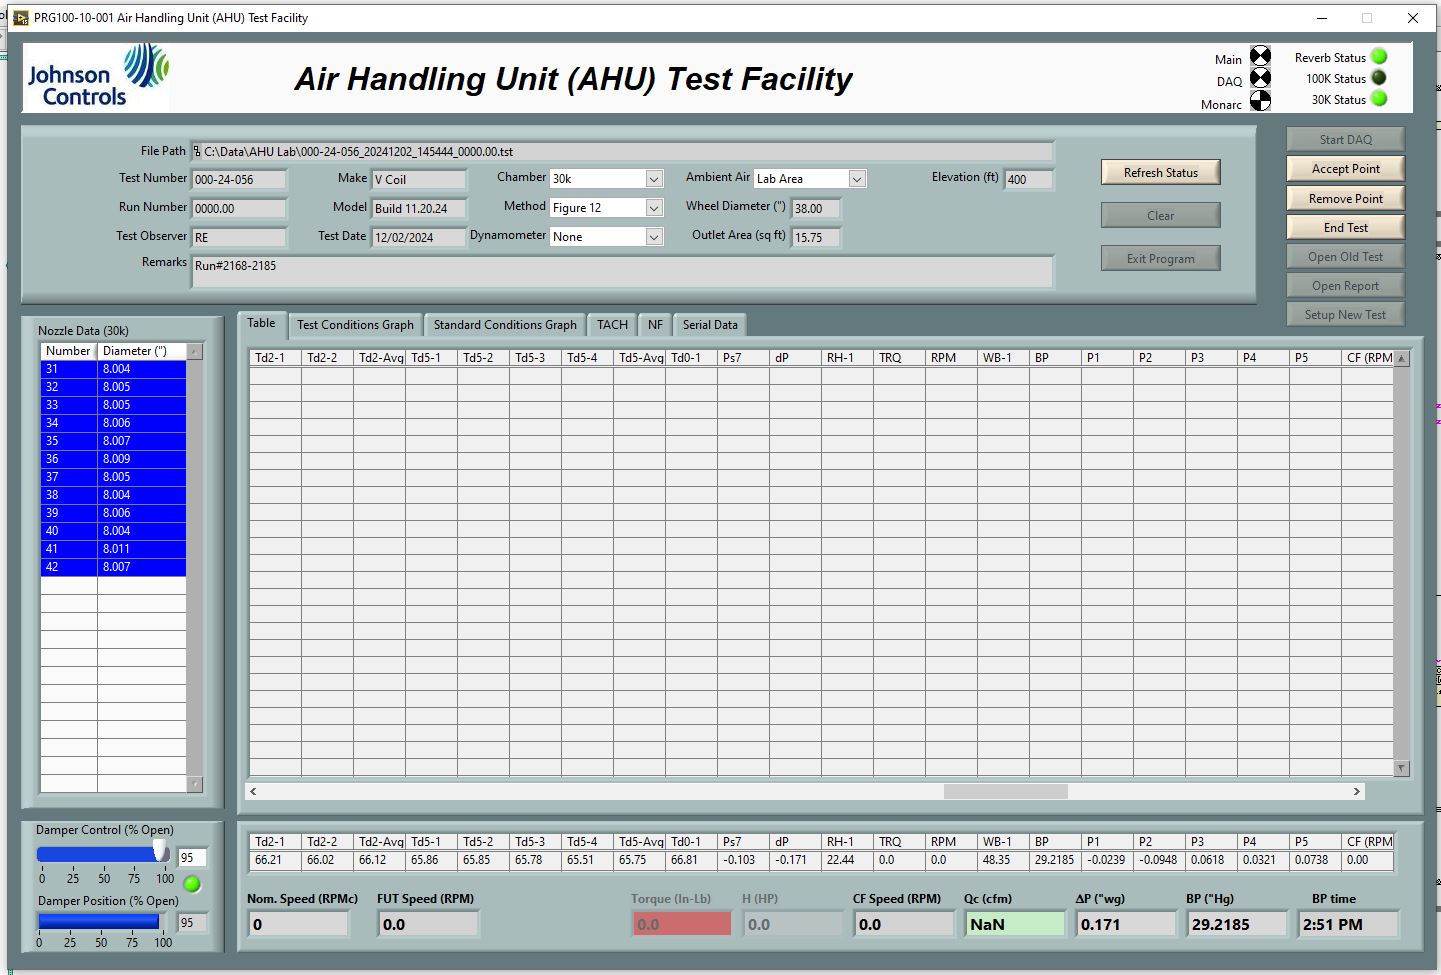 PRG100-10-001 Air Handling Unit (AHU) Test Facility
Johnson
Controls
Air Handling Unit (AHU) Test Facility
Main
DAQ
Monarc
Reverb Status
100K Status
30K Status
File Path C:\Data\AHU Lab\000-24-056_20241202_145444_0000.00.tst
Test Number 000-24-056 Make V Coil Chamber 30k Ambient Air Lab Area Elevation (ft) 400
Run Number 0000.00 Model Build 11.20.24 Method Figure 12 Wheel Diameter (") 38.00
Test Observer RE Test Date 12/02/2024 Dynamometer None Outlet Area (sq ft) 15.75
Remarks Run#2168-2185
Refresh Status
Clear
Exit Program
Start DAQ
Accept Point
Remove Point
End Test
Open Old Test
Open Report
Setup New Test
Nozzle Data (30k)
Number Diameter (")
31 8.004
32 8.005
33 8.005
34 8.006
35 8.007
36 8.009
37 8.005
38 8.004
39 8.006
40 8.004
41 8.011
42 8.007
Table Test Conditions Graph Standard Conditions Graph TACH NF Serial Data
Td2-1 Td2-2 Td2-Avg Td5-1 Td5-2 Td5-3 Td5-4 Td5-Avg Td0-1 Ps7 dP RH-1 TRQ RPM WB-1 BP P1 P2 P3 P4 P5 CF (RPM
Damper Control (% Open)
95
0 25 50 75 100
Damper Position (% Open)
95
0 25 50 75 100
Td2-1 Td2-2 Td2-Avg Td5-1 Td5-2 Td5-3 Td5-4 Td5-Avg Td0-1 Ps7 dP RH-1 TRQ RPM WB-1 BP P1 P2 P3 P4 P5 CF (RPM
66.21 66.02 66.12 65.86 65.85 65.78 65.51 65.75 66.81 -0.103 -0.171 22.44 0.0 0.0 48.35 29.2185 -0.0239 -0.0948 0.0618 0.0321 0.0738 0.00
Nom. Speed (RPMc) FUT Speed (RPM) Torque (In-Lb) H (HP) CF Speed (RPM) Qc (cfm) ΔP ("wg) BP ("Hg) BP time
0 0.0 0.0 0.0 0.0 NaN 0.171 29.2185 2:51 PM